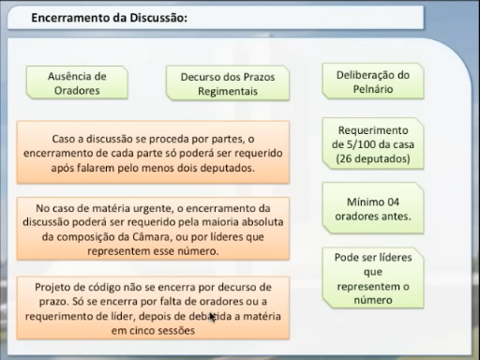 Encerramento da Discussão:
Ausência de
Oradores
Decurso dos Prazos
Regimentais
Deliberação do
Pelnário
Caso a discussão se proceda por partes, o
encerramento de cada parte só poderá ser requerido
após falarem pelo menos dois deputados.
Requerimento
de 5/100 da casa
(26 deputados)
No caso de matéria urgente, o encerramento da
discussão poderá ser requerido pela maioria absoluta
da composição da Câmara, ou por líderes que
representem esse número.
Mínimo 04
oradores antes.
Projeto de código não se encerra por decurso de
prazo. Só se encerra por falta de oradores ou a
requerimento de líder, depois de debatida a matéria
em cinco sessões
Pode ser líderes
que
representem o
número